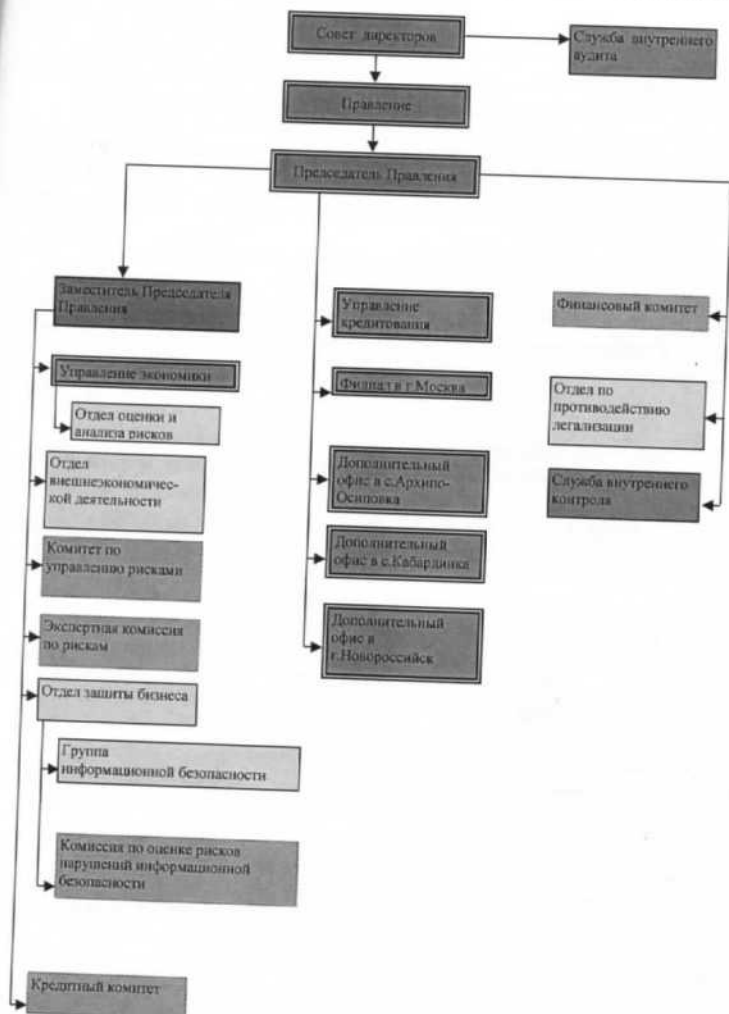 Совет директоров
Служба внутреннего
аудита
Правление
Председатель Правления
Заместитель Председателя
Правления
Управление экономики
Отдел оценки и
анализа рисков
Отдел
внешнеэкономичес-
кой деятельности
Комитет по
управлению рисками
Экспертная комиссия
по рискам
Отдел защиты бизнеса
Группа
информационной безопасности
Комиссия по оценке рисков
нарушений информационной
безопасности
Кредитный комитет
Управление
кредитования
Филиал в г.Москва
Дополнительный
офис в с.Архипо-
Осиповка
Дополнительный
офис в с.Кабардинка
Дополнительный
офис в
г.Новороссийск
Финансовый комитет
Отдел по
противодействию
легализации
Служба внутреннего
контроля